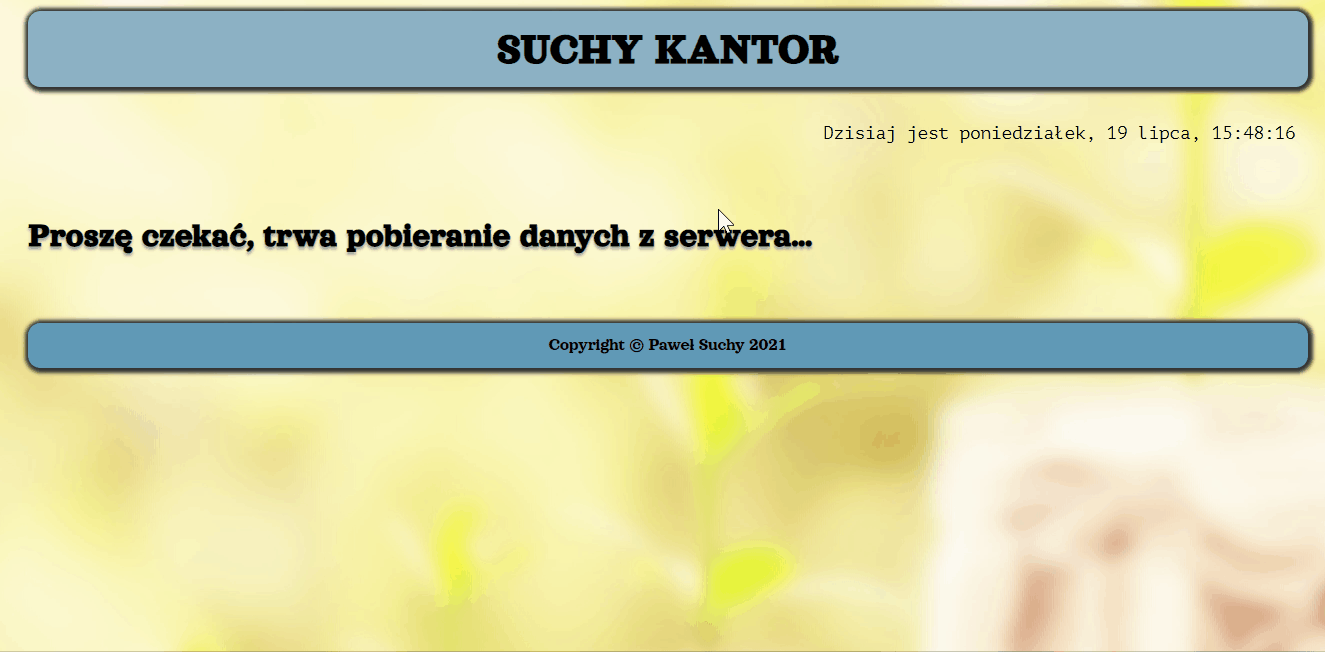 SUCHY KANTOR
Dzisiaj jest poniedziałek, 19 lipca, 15:48:16
Proszę czekać, trwa pobieranie danych z serwera...
Copyright © Paweł Suchy 2021